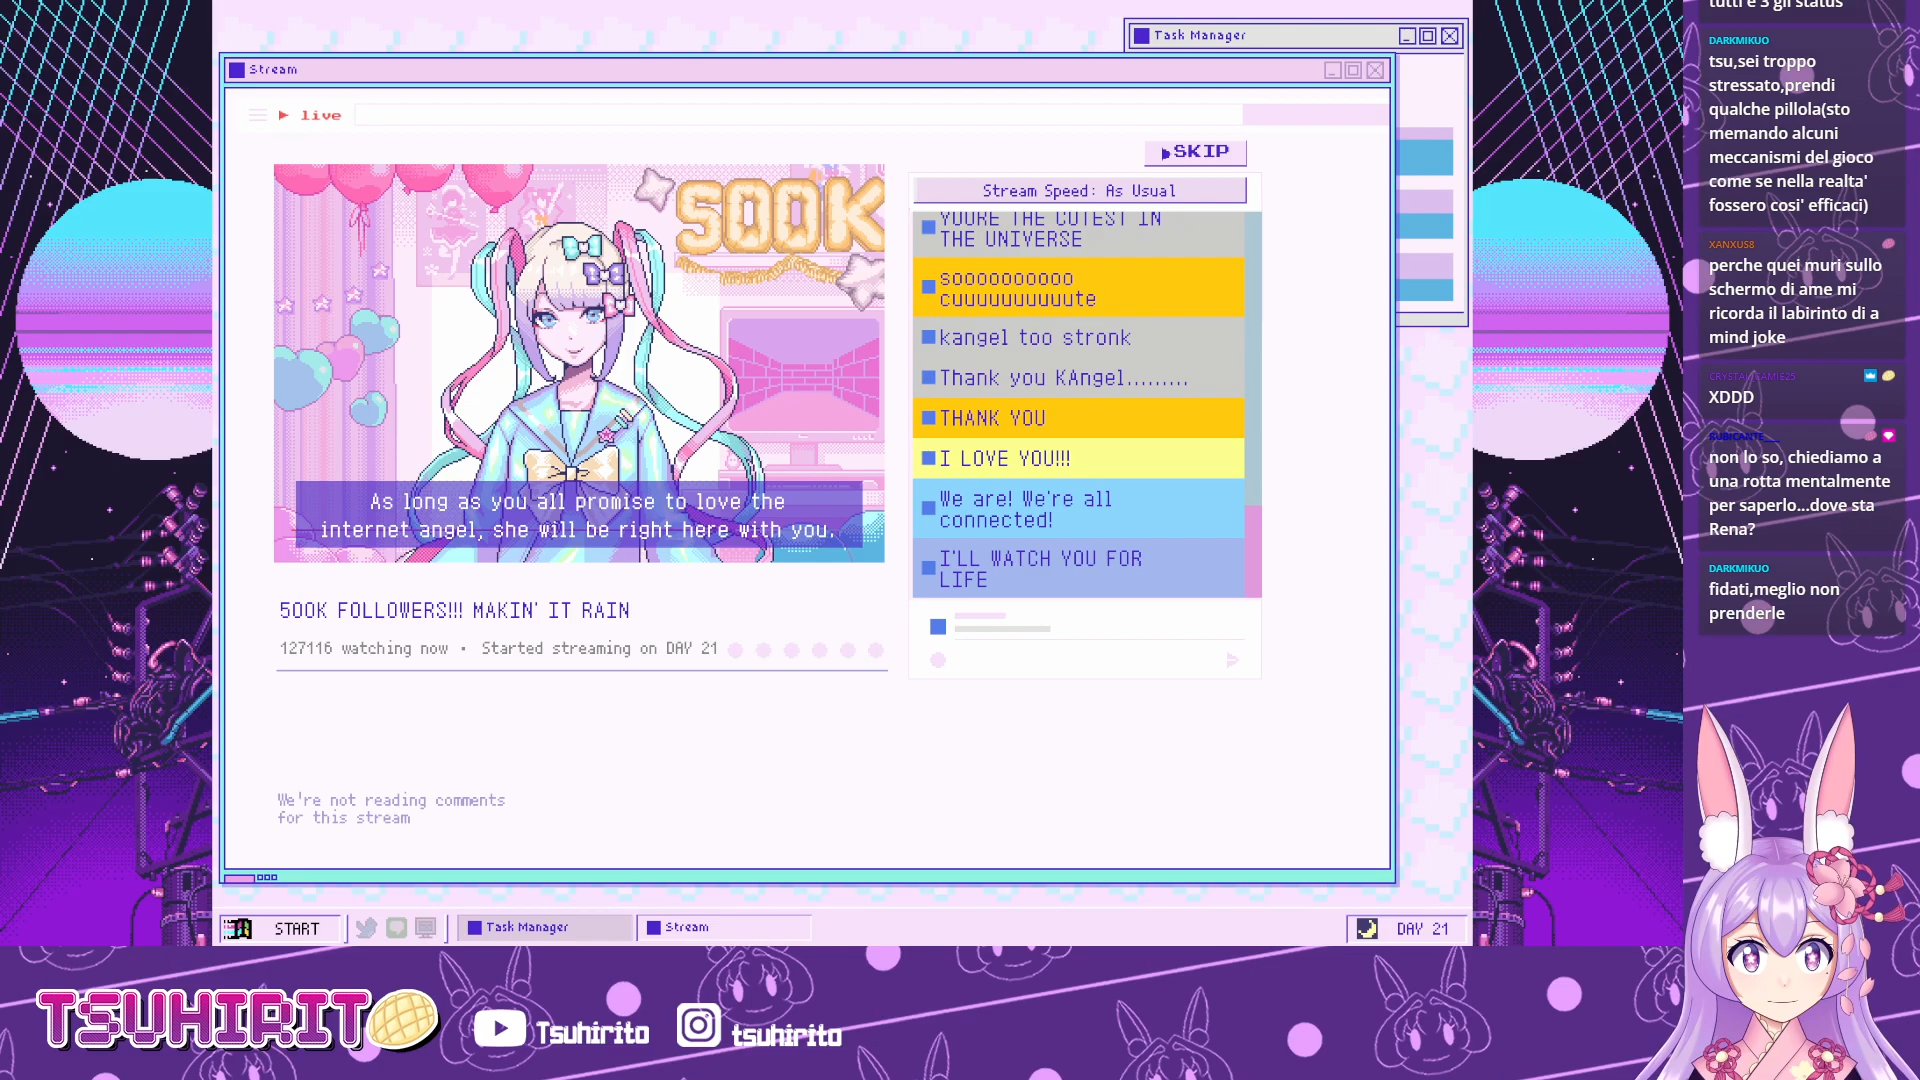 Task Manager
Stream
live
SKIP
Stream Speed: As Usual
YOURE THE CUTEST IN
THE UNIVERSE
soooooooooo
cuuuuuuuuuute
kangel too stronk
Thank you KAngel.........
THANK YOU
I LOVE YOU!!!
We are! We're all
connected!
I'LL WATCH YOU FOR
LIFE
500K
As long as you all promise to love the
internet angel, she will be right here with you.
500K FOLLOWERS!!! MAKIN' IT RAIN
127116 watching now • Started streaming on DAY 21
We're not reading comments
for this stream
START
Task Manager
Stream
DAY 21
tutti e 3 gli status
DARKMIKUO
tsu,sei troppo
stressato,prendi
qualche pillola(sto
memando alcuni
meccanismi del gioco
come se nella realta'
fossero cosi' efficaci)
XANXUS8
perche quei muri sullo
schermo di ame mi
ricorda il labirinto di a
mind joke
XDDD
non lo so, chiediamo a
una rotta mentalmente
per saperlo...dove sta
Rena?
DARKMIKUO
fidati,meglio non
prenderle
TSUHIRIT
Tsuhirito
tsuhirito